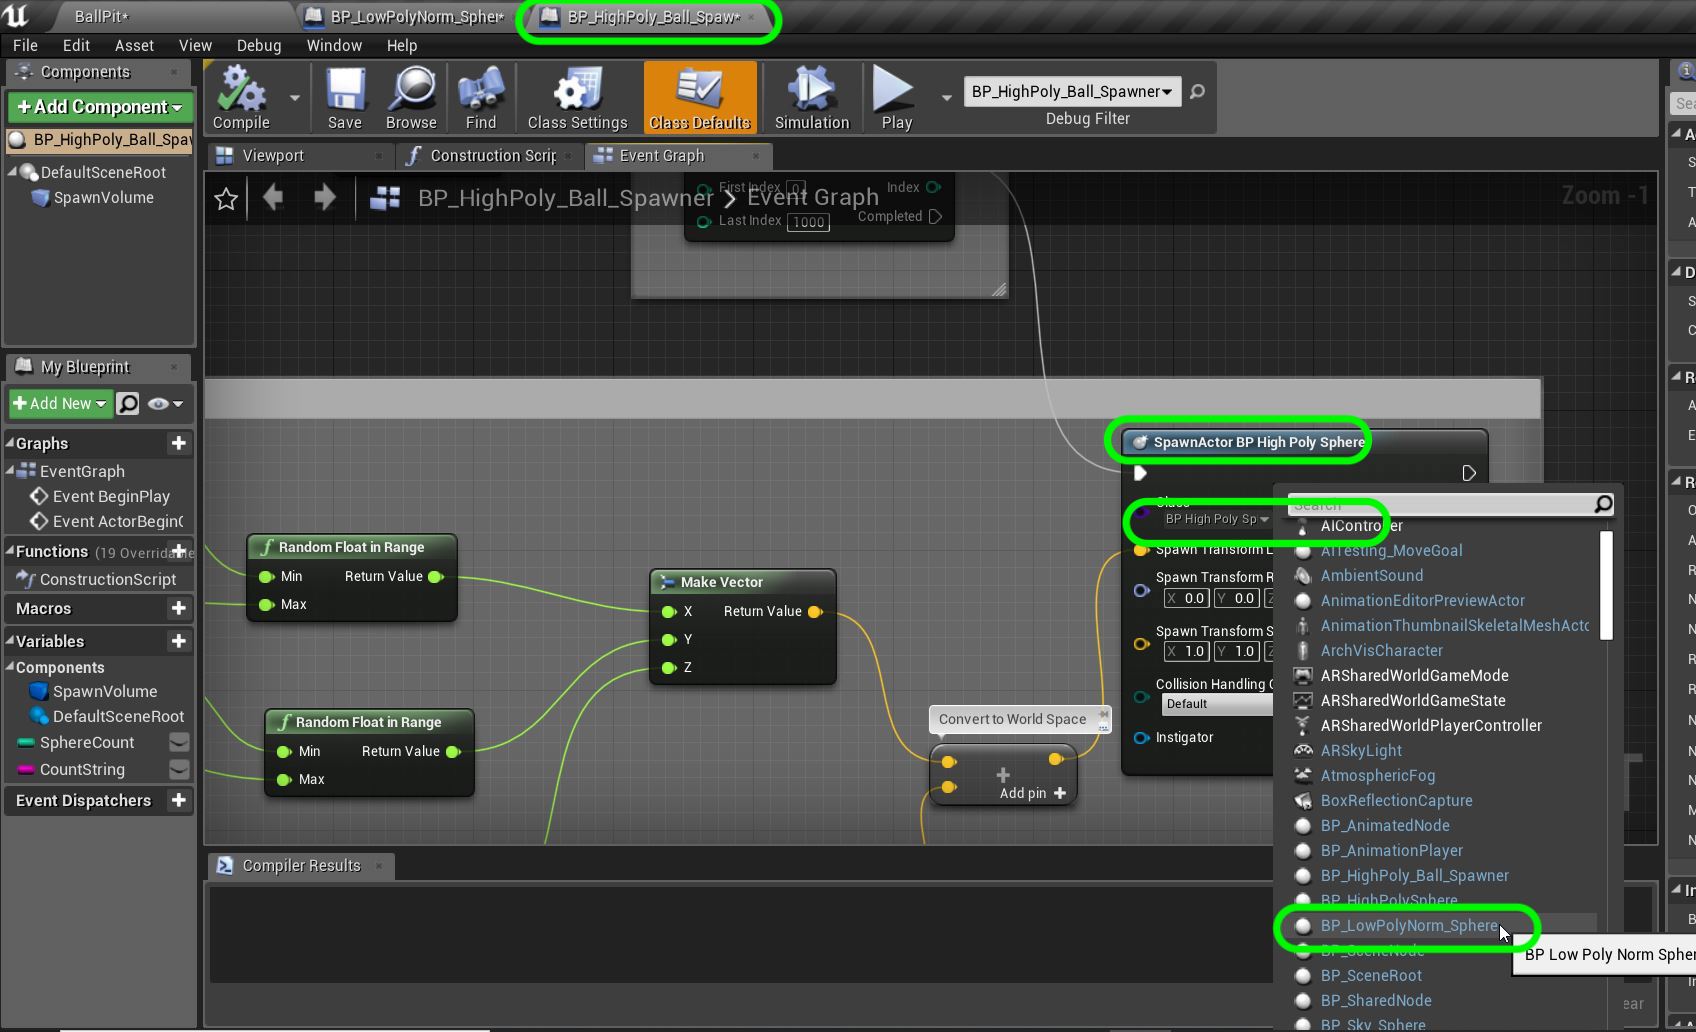 BallPit*
BP_LowPolyNorm_Spher*
BP_HighPoly_Ball_Spaw*
File Edit Asset View Debug Window Help
Components
+Add Component
BP_HighPoly_Ball_Spaw
DefaultSceneRoot
SpawnVolume
Compile
Save
Browse
Find
Class Settings
Class Defaults
Simulation
Play
BP_HighPoly_Ball_Spawner
Debug Filter
Viewport
Construction Scrip
Event Graph
BP_HighPoly_Ball_Spawner > Event Graph
Zoom -1
First Index 0
Index
Last Index 1000
Completed
My Blueprint
+Add New
Graphs
EventGraph
Event BeginPlay
Event ActorBeginO
Functions (19 Overridable
ConstructionScript
Macros
Variables
Components
SpawnVolume
DefaultSceneRoot
SphereCount
CountString
Event Dispatchers
Random Float in Range
Min Return Value
Max
Random Float in Range
Min Return Value
Max
Make Vector
X Return Value
Y
Z
Convert to World Space
Add pin +
SpawnActor BP High Poly Sphere
Class
BP High Poly Sp
Spawn Transform L
Spawn Transform R
X 0.0 Y 0.0 Z
Spawn Transform S
X 1.0 Y 1.0 Z
Collision Handling
Default
Instigator
Search
AIController
AITesting_MoveGoal
AmbientSound
AnimationEditorPreviewActor
AnimationThumbnailSkeletalMeshActo
ArchVisCharacter
ARSharedWorldGameMode
ARSharedWorldGameState
ARSharedWorldPlayerController
ARSkyLight
AtmosphericFog
BoxReflectionCapture
BP_AnimatedNode
BP_AnimationPlayer
BP_HighPoly_Ball_Spawner
BP_HighPolySphere
BP_LowPolyNorm_Sphere
BP_SceneNode
BP_SceneRoot
BP_SharedNode
BP_Sky_Sphere
BP Low Poly Norm Spher
Compiler Results
ear